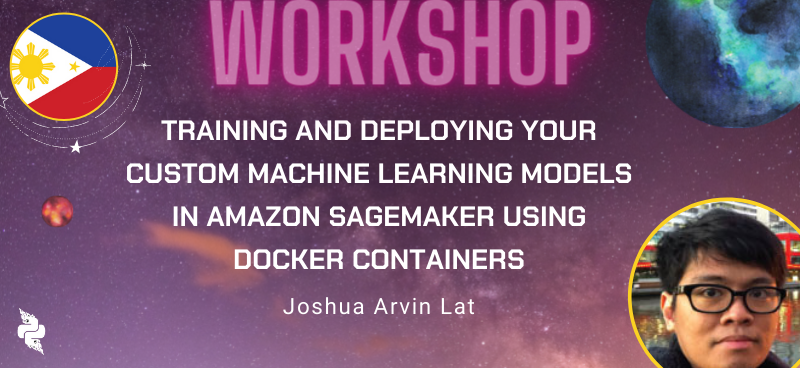 WORKSHOP
TRAINING AND DEPLOYING YOUR
CUSTOM MACHINE LEARNING MODELS
IN AMAZON SAGEMAKER USING
DOCKER CONTAINERS
Joshua Arvin Lat